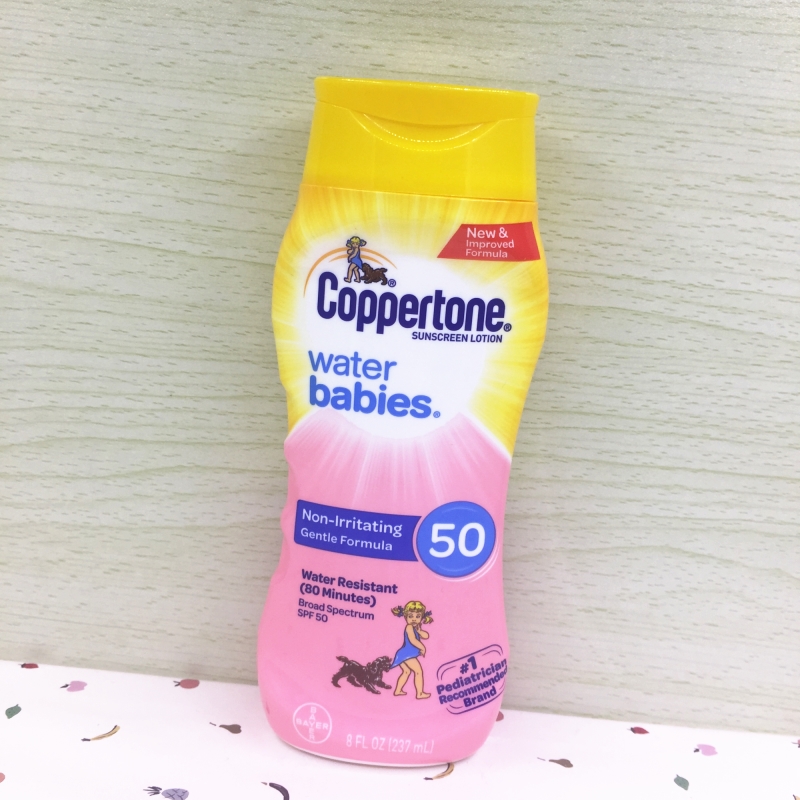 New &
Improved
Formula
Coppertone®
SUNSCREEN LOTION
water
babies®
Non-Irritating
Gentle Formula
50
Water Resistant
(80 Minutes)
Broad Spectrum
SPF 50
#1
Pediatrician
Recommended
Brand
BAYER
BAYER
8 FL OZ (237 mL)